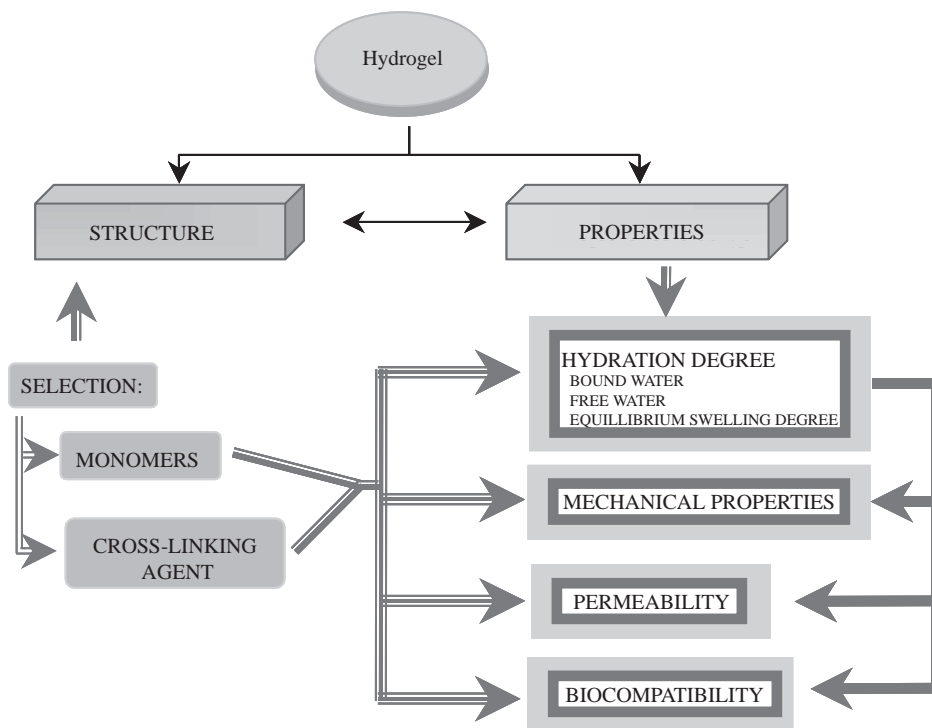 Hydrogel
STRUCTURE
PROPERTIES
SELECTION:
MONOMERS
CROSS-LINKING
AGENT
HYDRATION DEGREE
BOUND WATER
FREE WATER
EQUILLIBRIUM SWELLING DEGREE
MECHANICAL PROPERTIES
PERMEABILITY
BIOCOMPATIBILITY